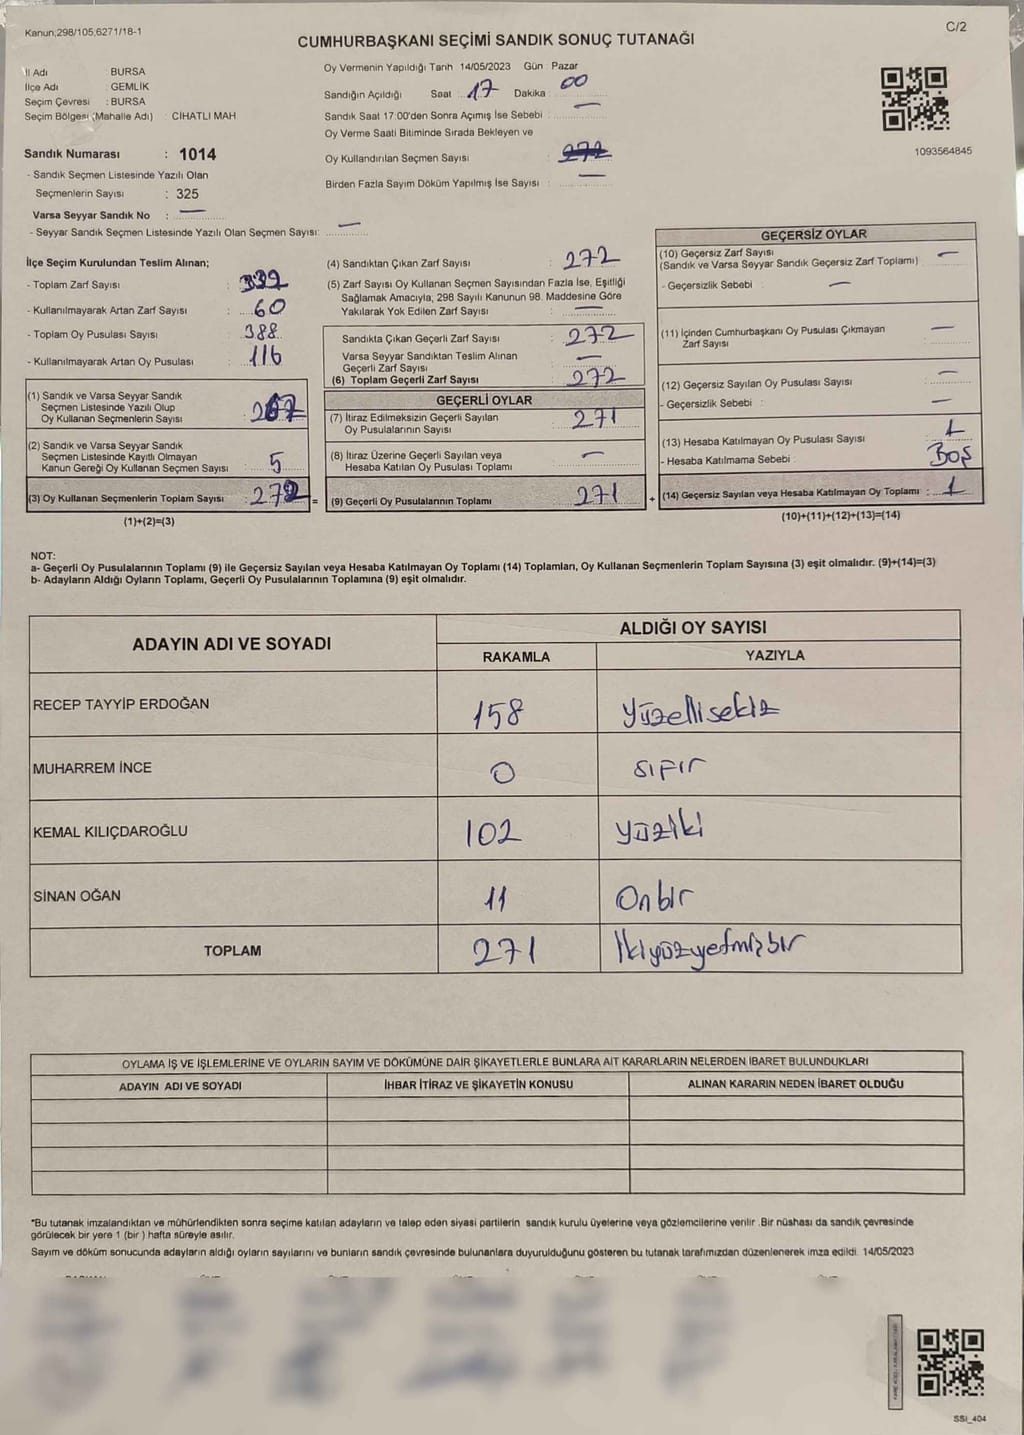 Kanun;298/105,6271/18-1
C/2
CUMHURBAŞKANI SEÇİMİ SANDIK SONUÇ TUTANAĞI
İl Adı : BURSA
İlçe Adı : GEMLİK
Seçim Çevresi : BURSA
Seçim Bölgesi (Mahalle Adı) : CİHATLI MAH
Sandık Numarası : 1014
- Sandık Seçmen Listesinde Yazılı Olan
Seçmenlerin Sayısı : 325
Varsa Seyyar Sandık No : —
- Seyyar Sandık Seçmen Listesinde Yazılı Olan Seçmen Sayısı: —
Oy Vermenin Yapıldığı Tarih 14/05/2023 Gün Pazar
Sandığın Açıldığı Saat : 17 Dakika : 00
Sandık Saat 17:00'den Sonra Açımış İse Sebebi : —
Oy Verme Saati Bitiminde Sırada Bekleyen ve
Oy Kullandırılan Seçmen Sayısı : 272
Birden Fazla Sayım Döküm Yapılmış İse Sayısı : —
1093564845
İlçe Seçim Kurulundan Teslim Alınan;
- Toplam Zarf Sayısı : 332
- Kullanılmayarak Artan Zarf Sayısı : 60
- Toplam Oy Pusulası Sayısı : 388
- Kullanılmayarak Artan Oy Pusulası : 116
(1) Sandık ve Varsa Seyyar Sandık
Seçmen Listesinde Yazılı Olup
Oy Kullanan Seçmenlerin Sayısı : 267
(2) Sandık ve Varsa Seyyar Sandık
Seçmen Listesinde Kayıtlı Olmayan
Kanun Gereği Oy Kullanan Seçmen Sayısı : 5
(3) Oy Kullanan Seçmenlerin Toplam Sayısı : 272 =
(1)+(2)=(3)
(4) Sandıktan Çıkan Zarf Sayısı : 272
(5) Zarf Sayısı Oy Kullanan Seçmen Sayısından Fazla İse, Eşitliği
Sağlamak Amacıyla; 298 Sayılı Kanunun 98. Maddesine Göre
Yakılarak Yok Edilen Zarf Sayısı : —
Sandıkta Çıkan Geçerli Zarf Sayısı : 272
Varsa Seyyar Sandıktan Teslim Alınan
Geçerli Zarf Sayısı : —
(6) Toplam Geçerli Zarf Sayısı : 272
GEÇERLİ OYLAR
(7) İtiraz Edilmeksizin Geçerli Sayılan
Oy Pusulalarının Sayısı : 271
(8) İtiraz Üzerine Geçerli Sayılan veya
Hesaba Katılan Oy Pusulası Toplamı : —
(9) Geçerli Oy Pusulalarının Toplamı : 271 +
GEÇERSİZ OYLAR
(10) Geçersiz Zarf Sayısı : —
(Sandık ve Varsa Seyyar Sandık Geçersiz Zarf Toplamı)
- Geçersizlik Sebebi : —
(11) İçinden Cumhurbaşkanı Oy Pusulası Çıkmayan
Zarf Sayısı : —
(12) Geçersiz Sayılan Oy Pusulası Sayısı : —
- Geçersizlik Sebebi : —
(13) Hesaba Katılmayan Oy Pusulası Sayısı : 1
- Hesaba Katılmama Sebebi : Boş
(14) Geçersiz Sayılan veya Hesaba Katılmayan Oy Toplamı : 1
(10)+(11)+(12)+(13)=(14)
NOT:
a- Geçerli Oy Pusulalarının Toplamı (9) ile Geçersiz Sayılan veya Hesaba Katılmayan Oy Toplamı (14) Toplamları, Oy Kullanan Seçmenlerin Toplam Sayısına (3) eşit olmalıdır. (9)+(14)=(3)
b- Adayların Aldığı Oyların Toplamı, Geçerli Oy Pusulalarının Toplamına (9) eşit olmalıdır.
ADAYIN ADI VE SOYADI
ALDIĞI OY SAYISI
RAKAMLA YAZIYLA
RECEP TAYYİP ERDOĞAN 158 Yüzellisekiz
MUHARREM İNCE 0 sıfır
KEMAL KILIÇDAROĞLU 102 yüziki
SİNAN OĞAN 11 Onbir
TOPLAM 271 İkiyüzyetmişbir
OYLAMA İŞ VE İŞLEMLERİNE VE OYLARIN SAYIM VE DÖKÜMÜNE DAİR ŞİKAYETLERLE BUNLARA AİT KARARLARIN NELERDEN İBARET BULUNDUKLARI
ADAYIN ADI VE SOYADI İHBAR İTİRAZ VE ŞİKAYETİN KONUSU ALINAN KARARIN NEDEN İBARET OLDUĞU
*Bu tutanak imzalandıktan ve mühürlendikten sonra seçime katılan adayların ve talep eden siyasi partilerin sandık kurulu üyelerine veya gözlemcilerine verilir .Bir nüshası da sandık çevresinde
görülecek bir yere 1 (bir ) hafta süreyle asılır.
Sayım ve döküm sonucunda adayların aldığı oyların sayılarını ve bunların sandık çevresinde bulunanlara duyurulduğunu gösteren bu tutanak tarafımızdan düzenlenerek imza edildi. 14/05/2023
SSİ_404